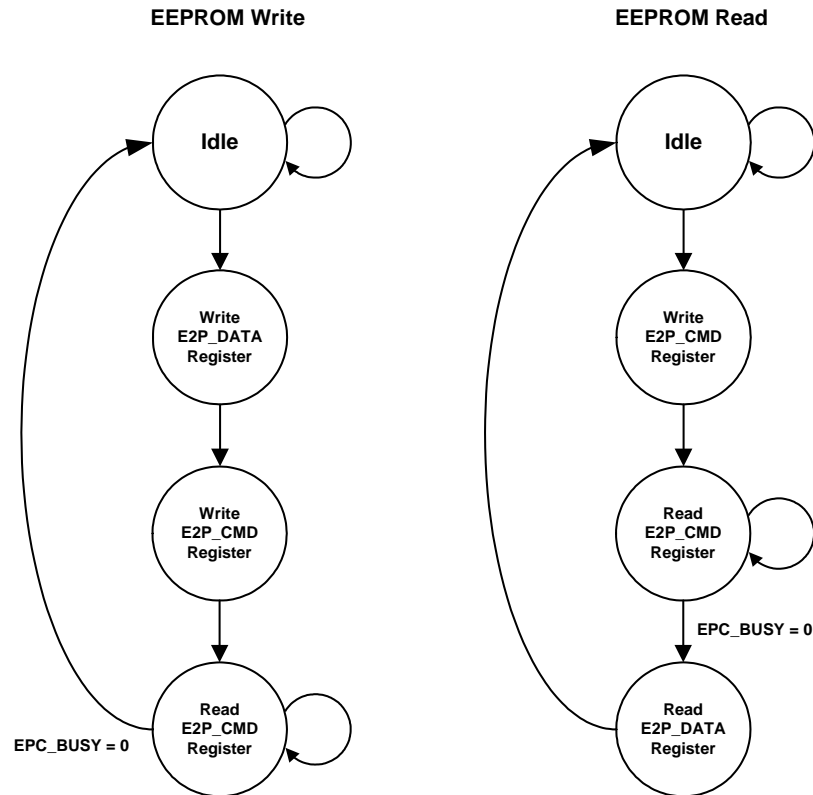 EEPROM Write
Idle
Write
E2P_DATA
Register
Write
E2P_CMD
Register
Read
E2P_CMD
Register
EPC_BUSY = 0
EEPROM Read
Idle
Write
E2P_CMD
Register
Read
E2P_CMD
Register
EPC_BUSY = 0
Read
E2P_DATA
Register